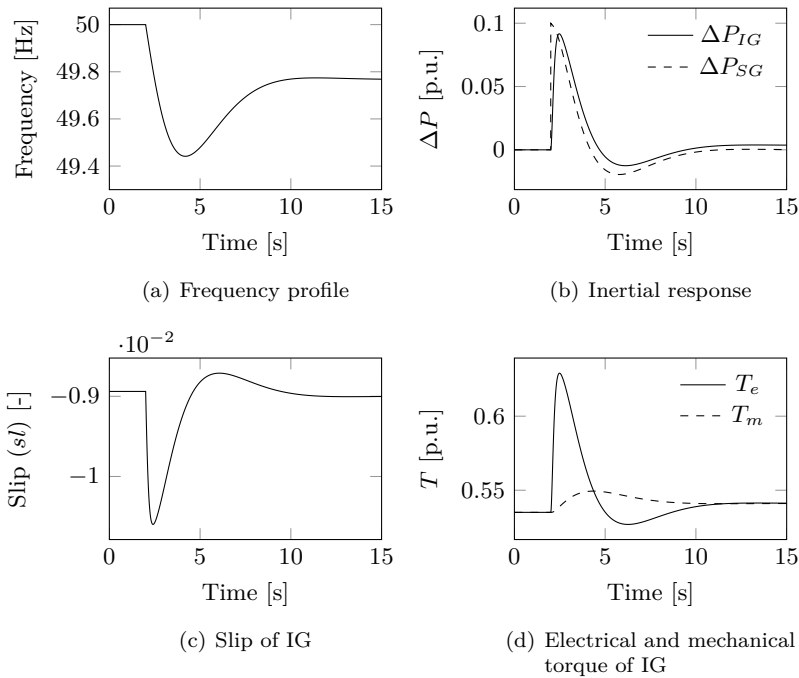 50
49.8
49.6
49.4
Frequency [Hz]
0 5 10 15
Time [s]
(a) Frequency profile
0.1
0.05
0
ΔP [p.u.]
ΔP_IG
ΔP_SG
0 5 10 15
Time [s]
(b) Inertial response
·10⁻²
−0.9
−1
Slip (sl) [-]
0 5 10 15
Time [s]
(c) Slip of IG
0.6
0.55
T [p.u.]
T_e
T_m
0 5 10 15
Time [s]
(d) Electrical and mechanical
torque of IG